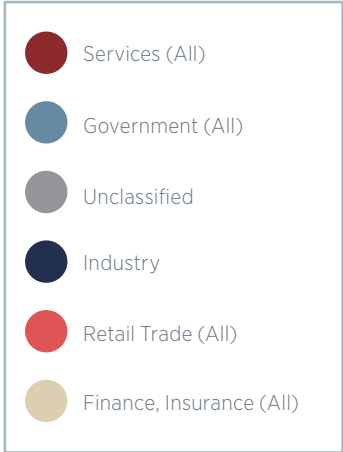 Services (All)
Government (All)
Unclassified
Industry
Retail Trade (All)
Finance, Insurance (All)